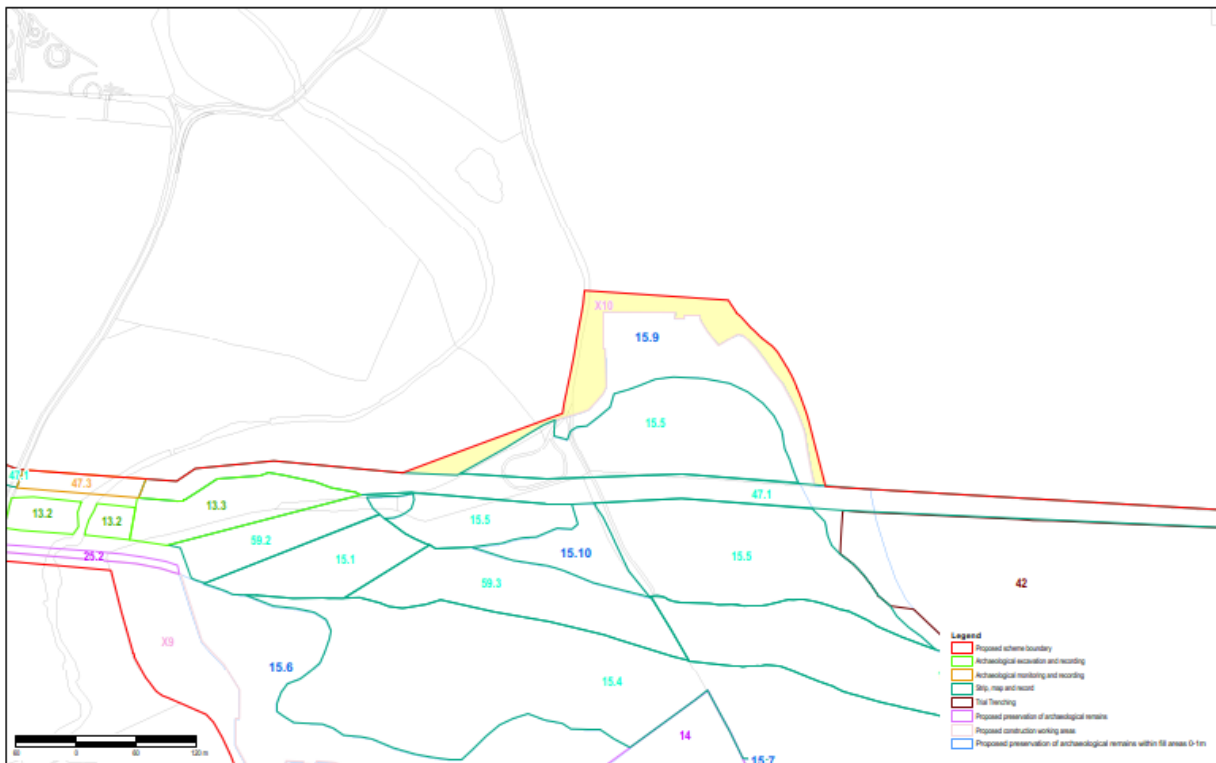 X10
15.9
15.5
47.1
47.3
13.2
13.2
13.3
47.1
15.5
59.2
15.1
15.10
15.5
25.2
59.3
42
X9
15.6
15.4
14
15.7
Legend
Proposed scheme boundary
Archaeological excavation and recording
Archaeological monitoring and recording
Strip, map and record
Trial Trenching
Proposed preservation of archaeological remains
Proposed construction working areas
Proposed preservation of archaeological remains within fill areas 0-1m
60 0 60 120 m